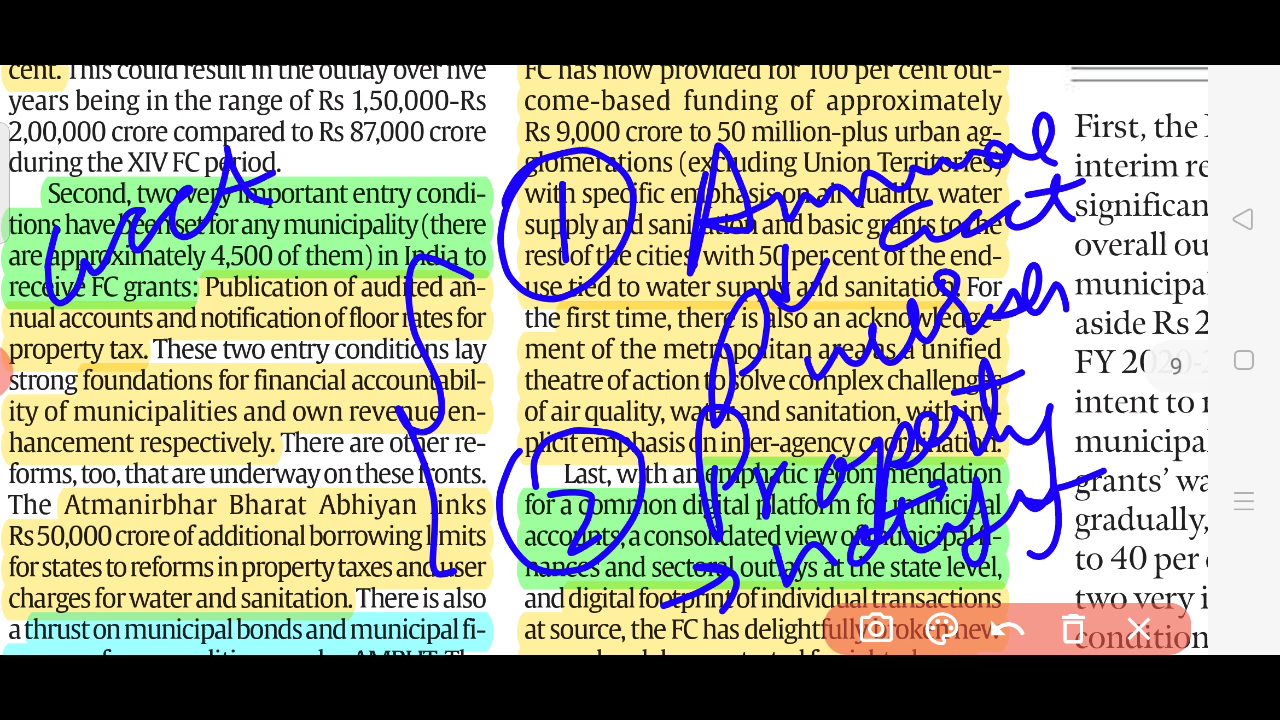 cent. This could result in the outlay over five
years being in the range of Rs 1,50,000-Rs
2,00,000 crore compared to Rs 87,000 crore
during the XIV FC period.
Second, two very important entry condi-
tions have been set for any municipality (there
are approximately 4,500 of them) in India to
receive FC grants: Publication of audited an-
nual accounts and notification of floor rates for
property tax. These two entry conditions lay
strong foundations for financial accountabil-
ity of municipalities and own revenue en-
hancement respectively. There are other re-
forms, too, that are underway on these fronts.
The Atmanirbhar Bharat Abhiyan links
Rs 50,000 crore of additional borrowing limits
for states to reforms in property taxes and user
charges for water and sanitation. There is also
a thrust on municipal bonds and municipal fi-
FC has now provided for 100 per cent out-
come-based funding of approximately
Rs 9,000 crore to 50 million-plus urban ag-
glomerations (excluding Union Territories)
with specific emphasis on air quality, water
supply and sanitation and basic grants to the
rest of the cities, with 50 per cent of the end-
use tied to water supply and sanitation. For
the first time, there is also an acknowledge-
ment of the metropolitan area as a unified
theatre of action to solve complex challenges
of air quality, water and sanitation, with im-
plicit emphasis on inter-agency coordination.
Last, with an emphatic recommendation
for a common digital platform for municipal
accounts, a consolidated view of municipal fi-
nances and sectoral outlays at the state level,
and digital footprint of individual transactions
at source, the FC has delightfully broken new
First, the
interim re
significan
overall ou
municipa
aside Rs 2
FY 2020-2
intent to
municipa
grants' wa
gradually,
to 40 per
two very i
condition
9
1
2
Property
notify